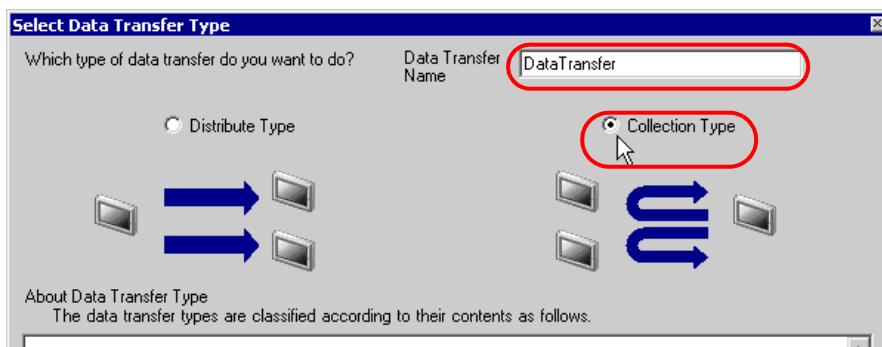 Select Data Transfer Type
Which type of data transfer do you want to do?
Data Transfer
Name
DataTransfer
Distribute Type
Collection Type
About Data Transfer Type
The data transfer types are classified according to their contents as follows.